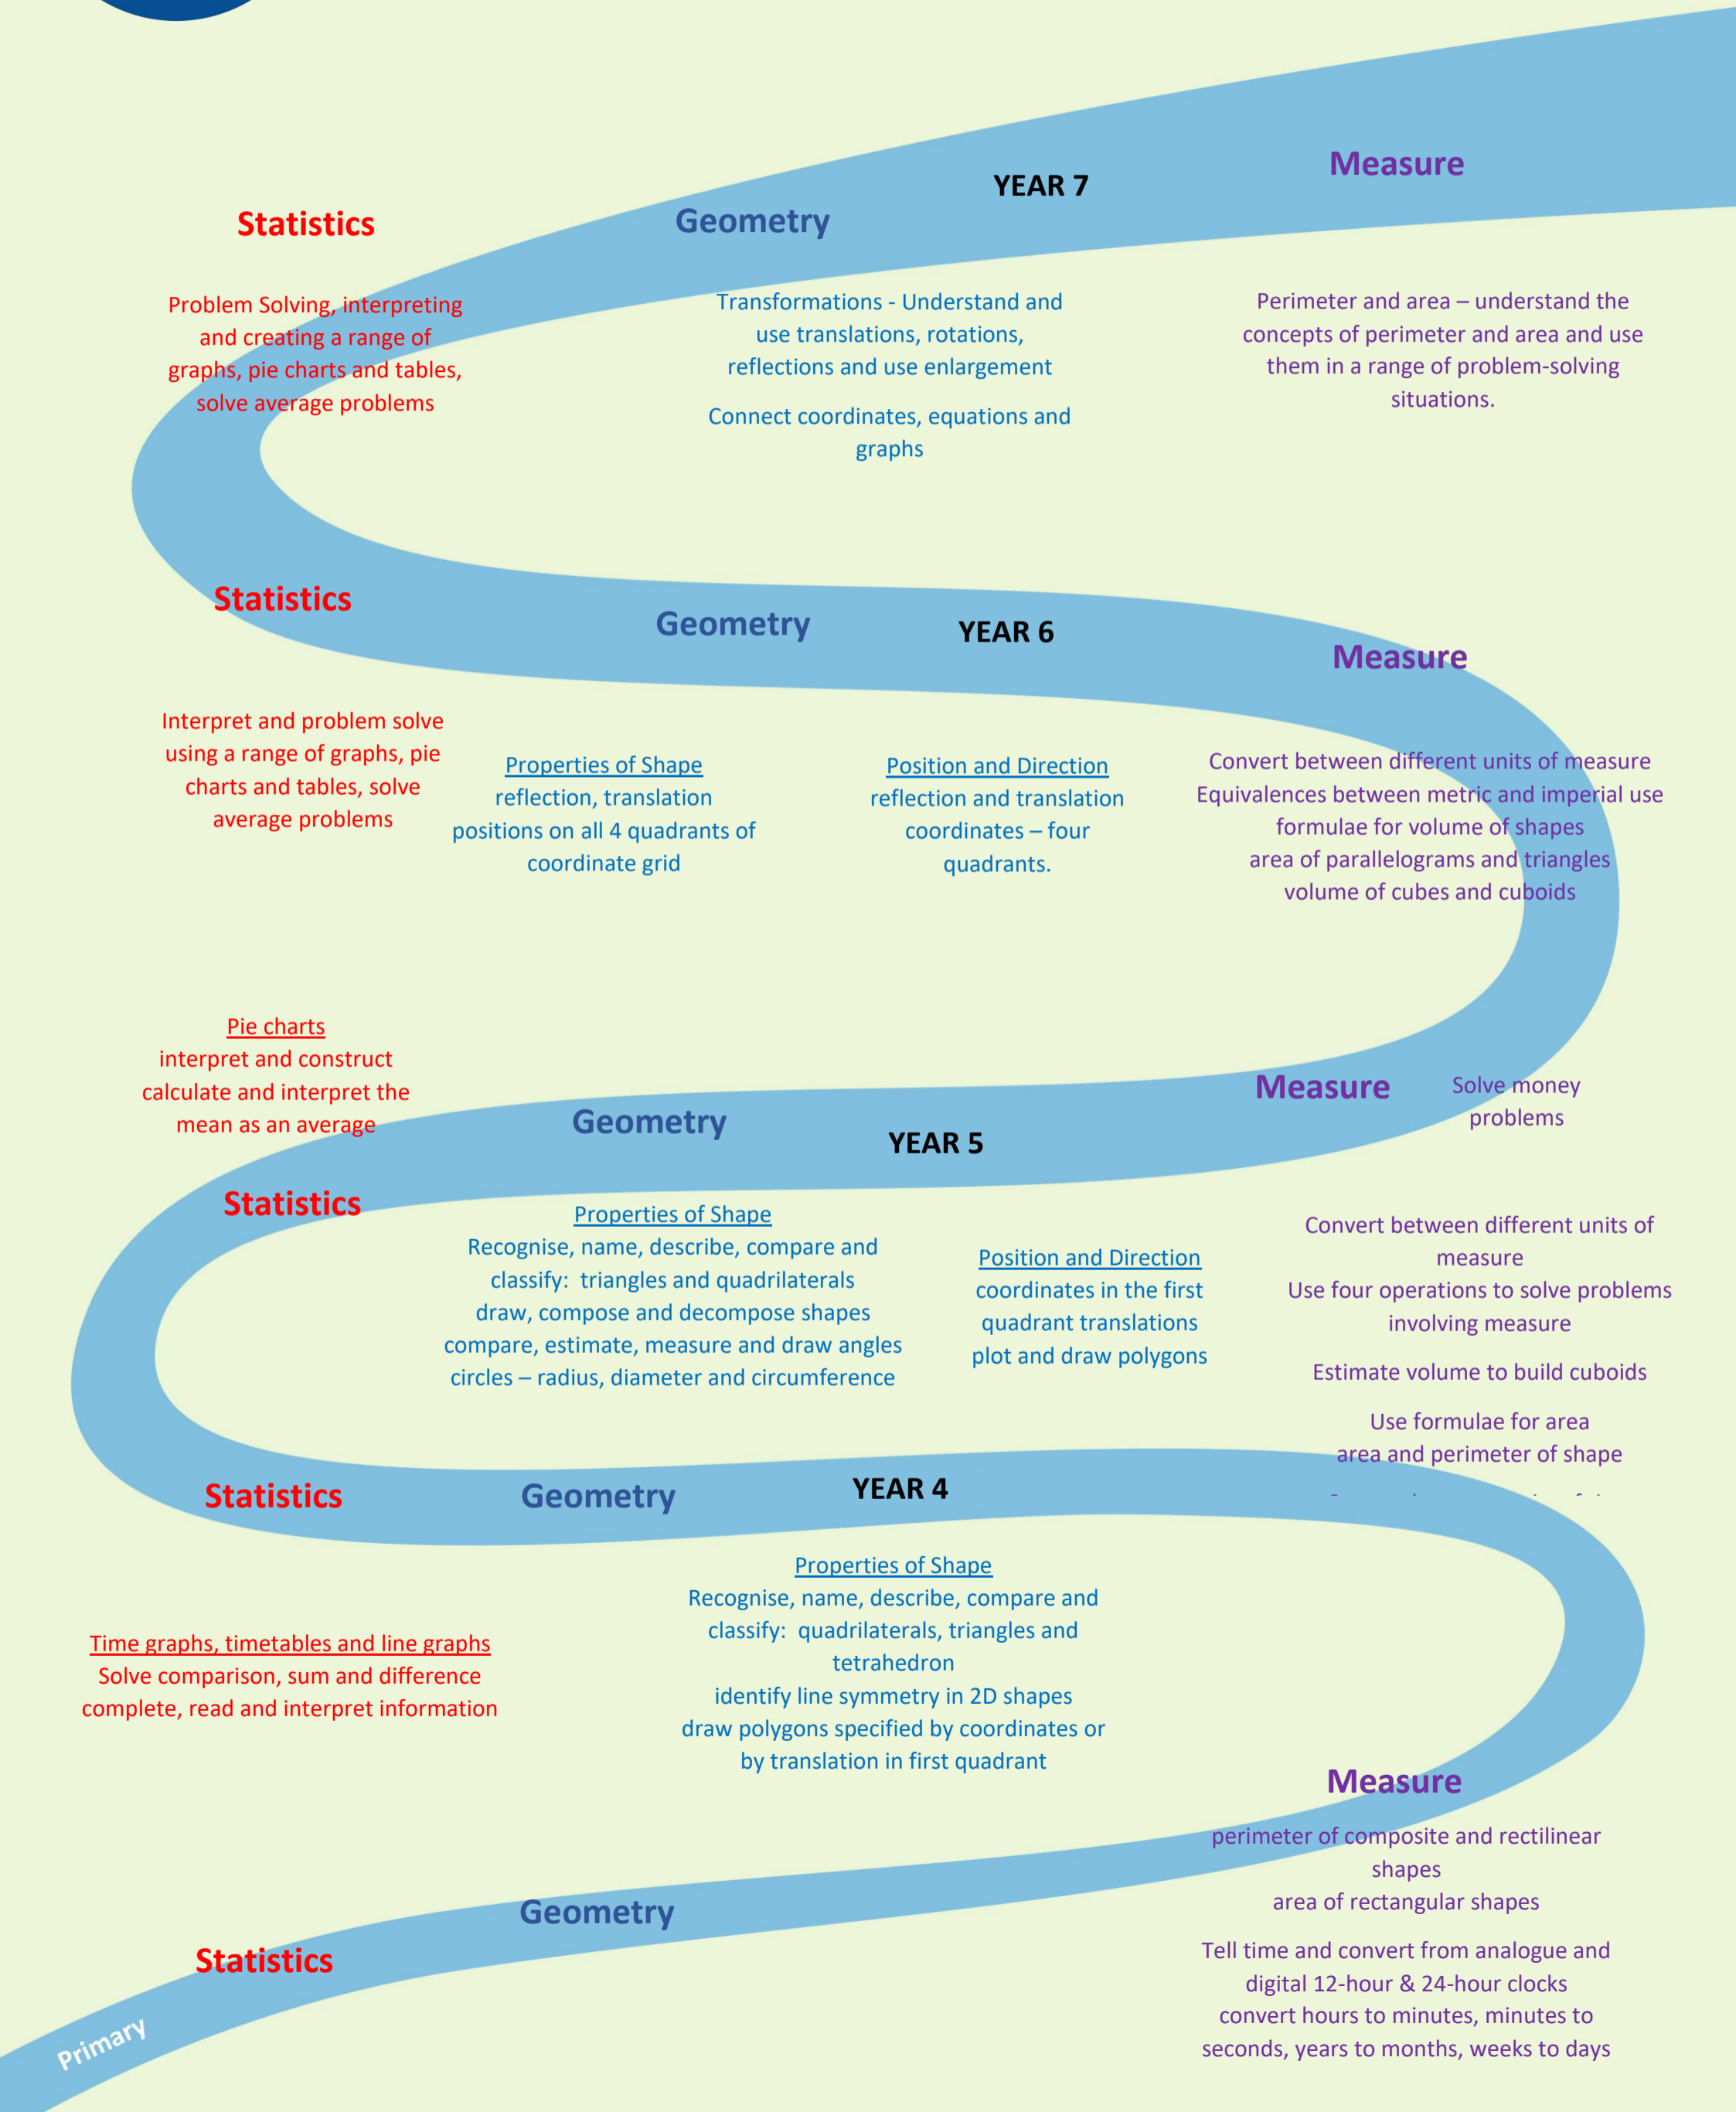 Measure
YEAR 7
Geometry
Statistics
Problem Solving, interpreting
and creating a range of
graphs, pie charts and tables,
solve average problems
Transformations - Understand and
use translations, rotations,
reflections and use enlargement
Connect coordinates, equations and
graphs
Perimeter and area – understand the
concepts of perimeter and area and use
them in a range of problem-solving
situations.
Statistics
Geometry
YEAR 6
Measure
Interpret and problem solve
using a range of graphs, pie
charts and tables, solve
average problems
Properties of Shape
reflection, translation
positions on all 4 quadrants of
coordinate grid
Position and Direction
reflection and translation
coordinates – four
quadrants.
Convert between different units of measure
Equivalences between metric and imperial use
formulae for volume of shapes
area of parallelograms and triangles
volume of cubes and cuboids
Pie charts
interpret and construct
calculate and interpret the
mean as an average
Geometry
YEAR 5
Measure
Solve money
problems
Statistics
Properties of Shape
Recognise, name, describe, compare and
classify:  triangles and quadrilaterals
draw, compose and decompose shapes
compare, estimate, measure and draw angles
circles – radius, diameter and circumference
Position and Direction
coordinates in the first
quadrant translations
plot and draw polygons
Convert between different units of
measure
Use four operations to solve problems
involving measure
Estimate volume to build cuboids
Use formulae for area
area and perimeter of shape
Statistics
Geometry
YEAR 4
Properties of Shape
Recognise, name, describe, compare and
classify:  quadrilaterals, triangles and
tetrahedron
identify line symmetry in 2D shapes
draw polygons specified by coordinates or
by translation in first quadrant
Time graphs, timetables and line graphs
Solve comparison, sum and difference
complete, read and interpret information
Measure
perimeter of composite and rectilinear
shapes
area of rectangular shapes
Tell time and convert from analogue and
digital 12-hour & 24-hour clocks
convert hours to minutes, minutes to
seconds, years to months, weeks to days
Geometry
Statistics
Primary